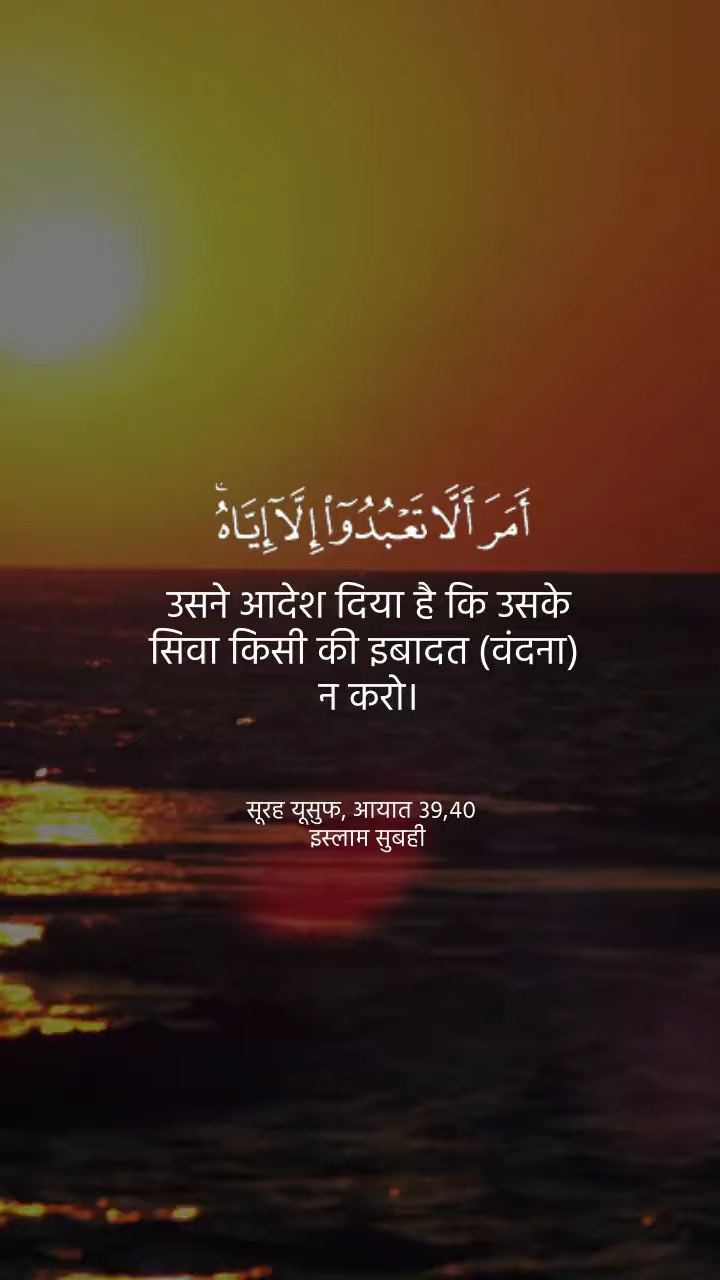 أَمَرَ أَلَّا تَعْبُدُوٓا۟ إِلَّآ إِيَّاهُ ۚ
उसने आदेश दिया है कि उसके
सिवा किसी की इबादत (वंदना)
न करो।
सूरह यूसुफ, आयात 39,40
इस्लाम सुबही